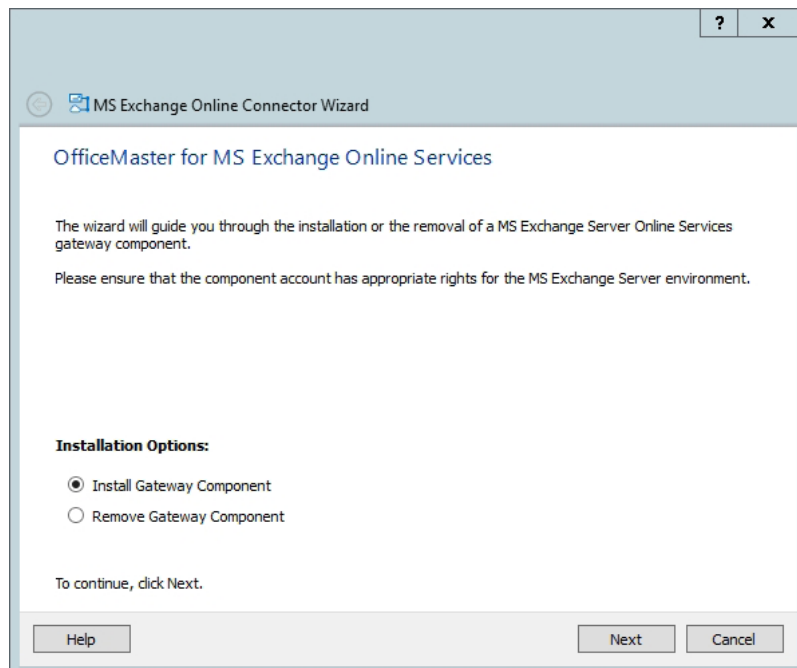 ? x
MS Exchange Online Connector Wizard
OfficeMaster for MS Exchange Online Services
The wizard will guide you through the installation or the removal of a MS Exchange Server Online Services
gateway component.
Please ensure that the component account has appropriate rights for the MS Exchange Server environment.
Installation Options:
Install Gateway Component
Remove Gateway Component
To continue, click Next.
Help Next Cancel